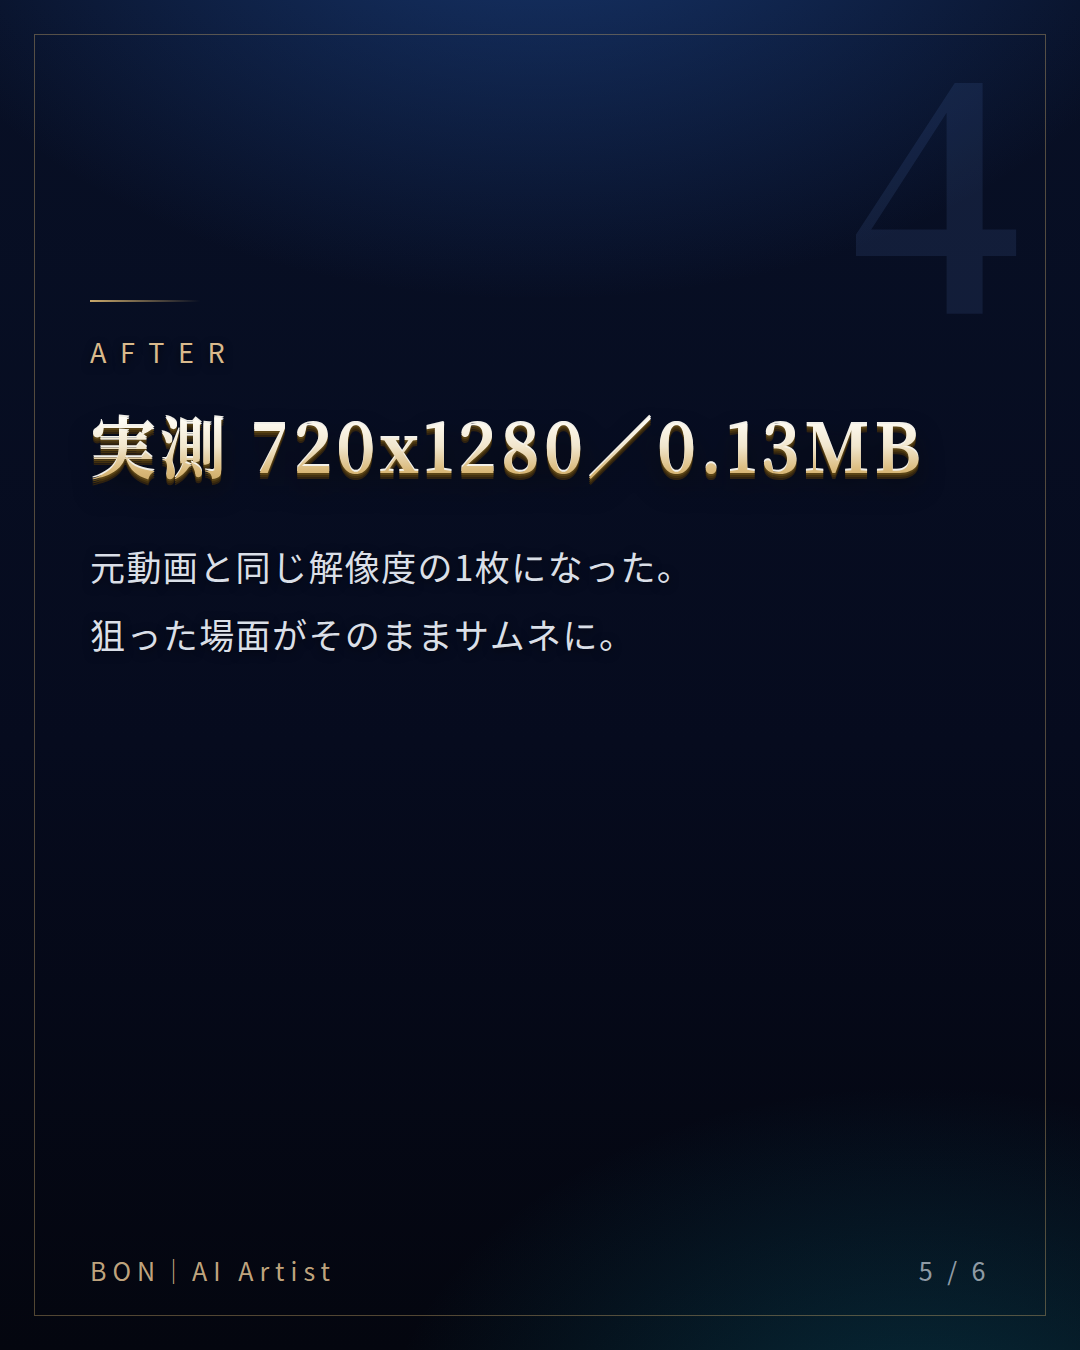 4
AFTER
実測 720x1280／0.13MB
元動画と同じ解像度の1枚になった。
狙った場面がそのままサムネに。
BON｜AI Artist
5 / 6